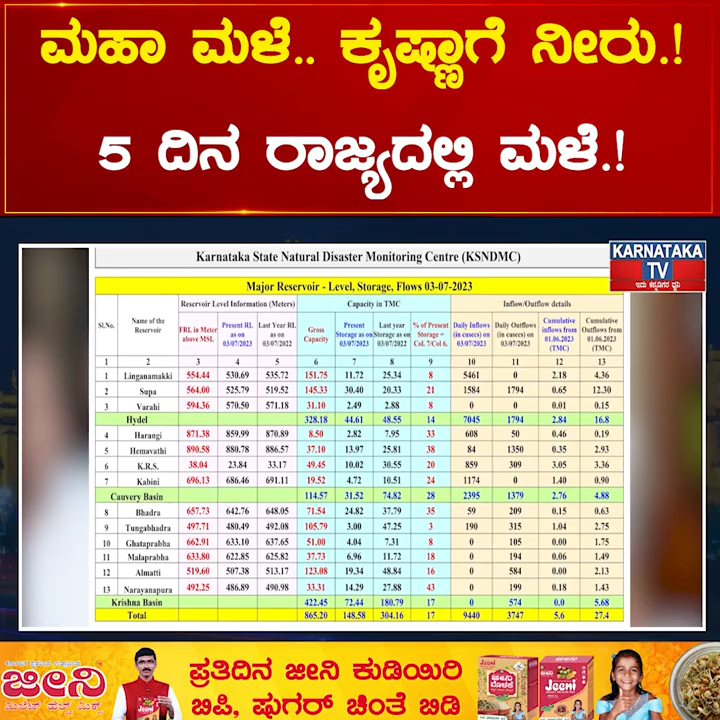 ಮಹಾ ಮಳೆ.. ಕೃಷ್ಣಾಗೆ ನೀರು.!
5 ದಿನ ರಾಜ್ಯದಲ್ಲಿ ಮಳೆ.!
KARNATAKA
TV
ಇದು ಕನ್ನಡಿಗರ ಧ್ವನಿ
Karnataka State Natural Disaster Monitoring Centre (KSNDMC)
Major Reservoir - Level, Storage, Flows 03-07-2023
Reservoir Level Information (Meters) Capacity in TMC Inflow/Outflow details
Sl.No. Name of the Reservoir FRL in Meter above MSL Present RL as on 03/07/2023 Last Year RL as on 03/07/2022 Gross Capacity Present Storage as on 03/07/2023 Last year Storage as on 03/07/2022 % of Present Storage = Col. 7/Col 6. Daily Inflows (in cusecs) on 03/07/2023 Daily Outflows (in cusecs) on 03/07/2023 Cumulative inflows from 01.06.2023 (TMC) Cumulative Outflows from 01.06.2023 (TMC)
1 2 3 4 5 6 7 8 9 10 11 12 13
1 Linganamakki 554.44 530.69 535.72 151.75 11.72 25.34 8 5461 0 2.18 4.36
2 Supa 564.00 525.79 519.52 145.33 30.40 20.33 21 1584 1794 0.65 12.30
3 Varahi 594.36 570.50 571.18 31.10 2.49 2.88 8 0 0 0.01 0.15
Hydel 328.18 44.61 48.55 14 7045 1794 2.84 16.8
4 Harangi 871.38 859.99 870.89 8.50 2.82 7.95 33 608 50 0.46 0.19
5 Hemavathi 890.58 880.78 886.57 37.10 13.97 25.81 38 84 1350 0.35 2.93
6 K.R.S. 38.04 23.84 33.17 49.45 10.02 30.55 20 859 309 3.05 3.36
7 Kabini 696.13 686.46 691.11 19.52 4.72 10.51 24 1174 0 1.40 0.90
Cauvery Basin 114.57 31.52 74.82 28 2395 1379 2.76 4.88
8 Bhadra 657.73 642.76 648.05 71.54 24.82 37.79 35 59 209 0.15 0.63
9 Tungabhadra 497.71 480.49 492.08 105.79 3.00 47.25 3 190 315 1.04 2.75
10 Ghataprabha 662.91 633.10 637.65 51.00 4.04 7.31 8 0 105 0.00 1.75
11 Malaprabha 633.80 622.85 625.82 37.73 6.96 11.72 18 0 194 0.06 1.49
12 Almatti 519.60 507.38 513.17 123.08 19.34 48.84 16 0 584 0.00 2.13
13 Narayanapura 492.25 486.89 490.98 33.31 14.29 27.88 43 0 199 0.18 1.43
Krishna Basin 422.45 72.44 180.79 17 0 574 0.0 5.68
Total 865.20 148.58 304.16 17 9440 3747 5.6 27.4
ಜೀನಿ
ಪ್ರತಿದಿನ ಜೀನಿ ಕುಡಿಯಿರಿ
ಬಿಪಿ, ಷುಗರ್ ಚಿಂತೆ ಬಿಡಿ
Jeeni
Jeeni